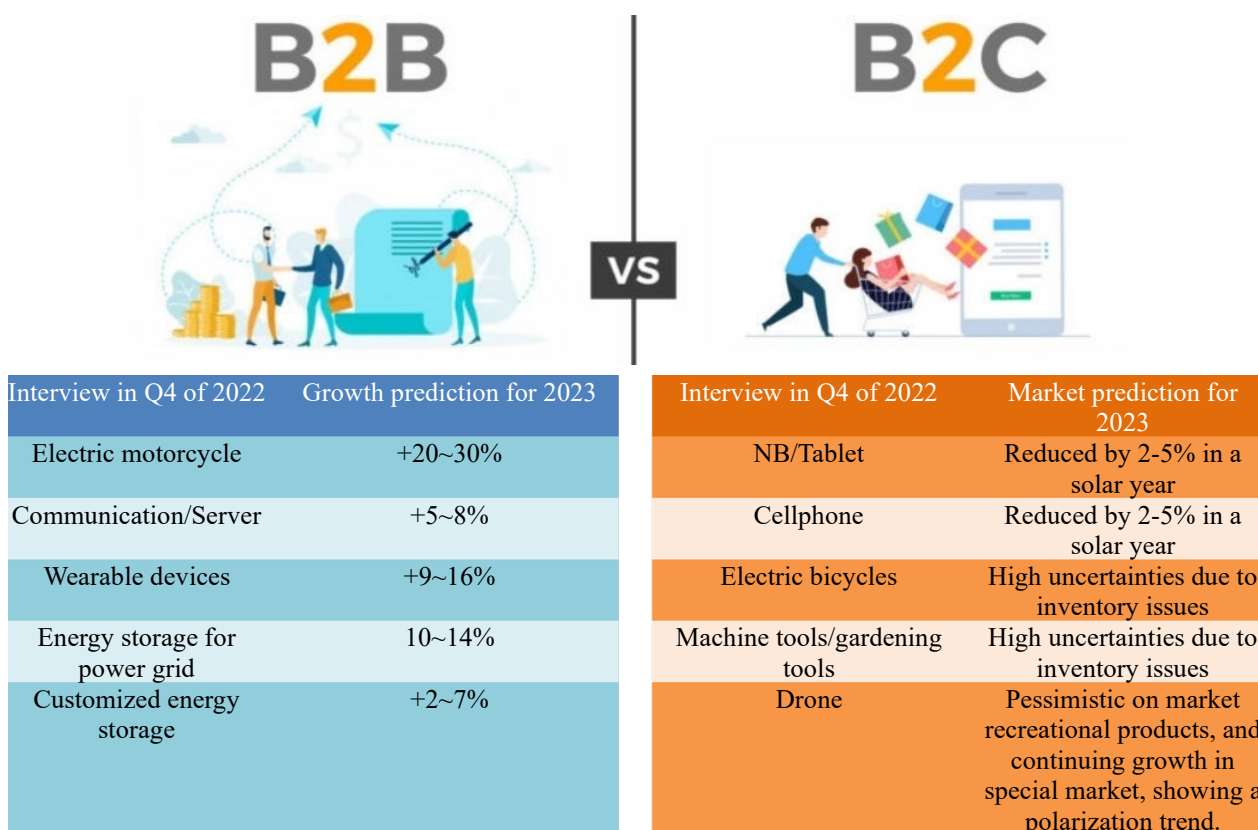 B2B
B2C
VS
Buy Now
Interview in Q4 of 2022
Growth prediction for 2023
Electric motorcycle
+20~30%
Communication/Server
+5~8%
Wearable devices
+9~16%
Energy storage for
power grid
10~14%
Customized energy
storage
+2~7%
Interview in Q4 of 2022
Market prediction for
2023
NB/Tablet
Reduced by 2-5% in a
solar year
Cellphone
Reduced by 2-5% in a
solar year
Electric bicycles
High uncertainties due to
inventory issues
Machine tools/gardening
tools
High uncertainties due to
inventory issues
Drone
Pessimistic on market
recreational products, and
continuing growth in
special market, showing a
polarization trend.